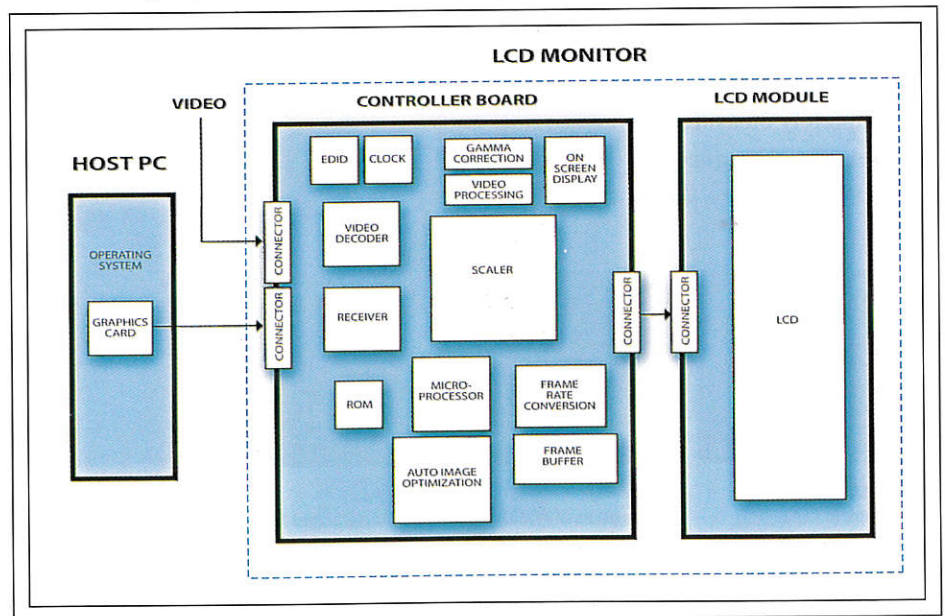 LCD MONITOR
VIDEO
CONTROLLER BOARD
LCD MODULE
HOST PC
OPERATING
SYSTEM
GRAPHICS
CARD
CONNECTOR
CONNECTOR
EDID
CLOCK
GAMMA
CORRECTION
VIDEO
PROCESSING
ON
SCREEN
DISPLAY
VIDEO
DECODER
SCALER
RECEIVER
ROM
MICRO-
PROCESSOR
FRAME
RATE
CONVERSION
AUTO IMAGE
OPTIMIZATION
FRAME
BUFFER
CONNECTOR
CONNECTOR
LCD